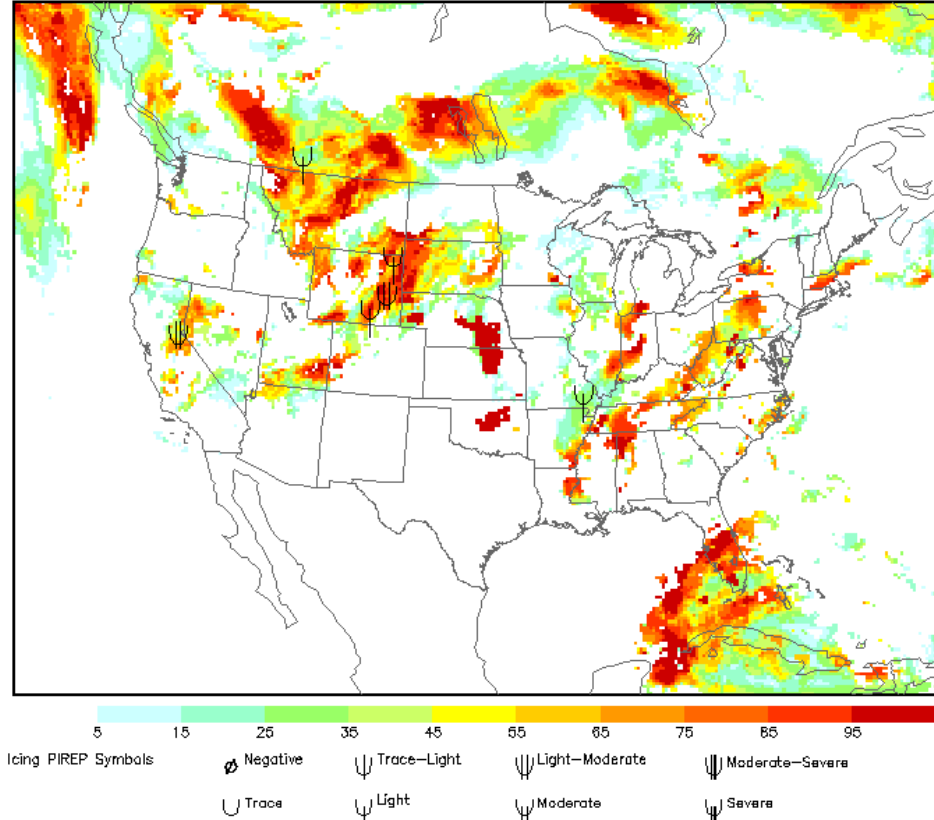 5 15 25 35 45 55 65 75 85 95
Icing PIREP Symbols
Negative Trace-Light Light-Moderate Moderate-Severe
Trace Light Moderate Severe